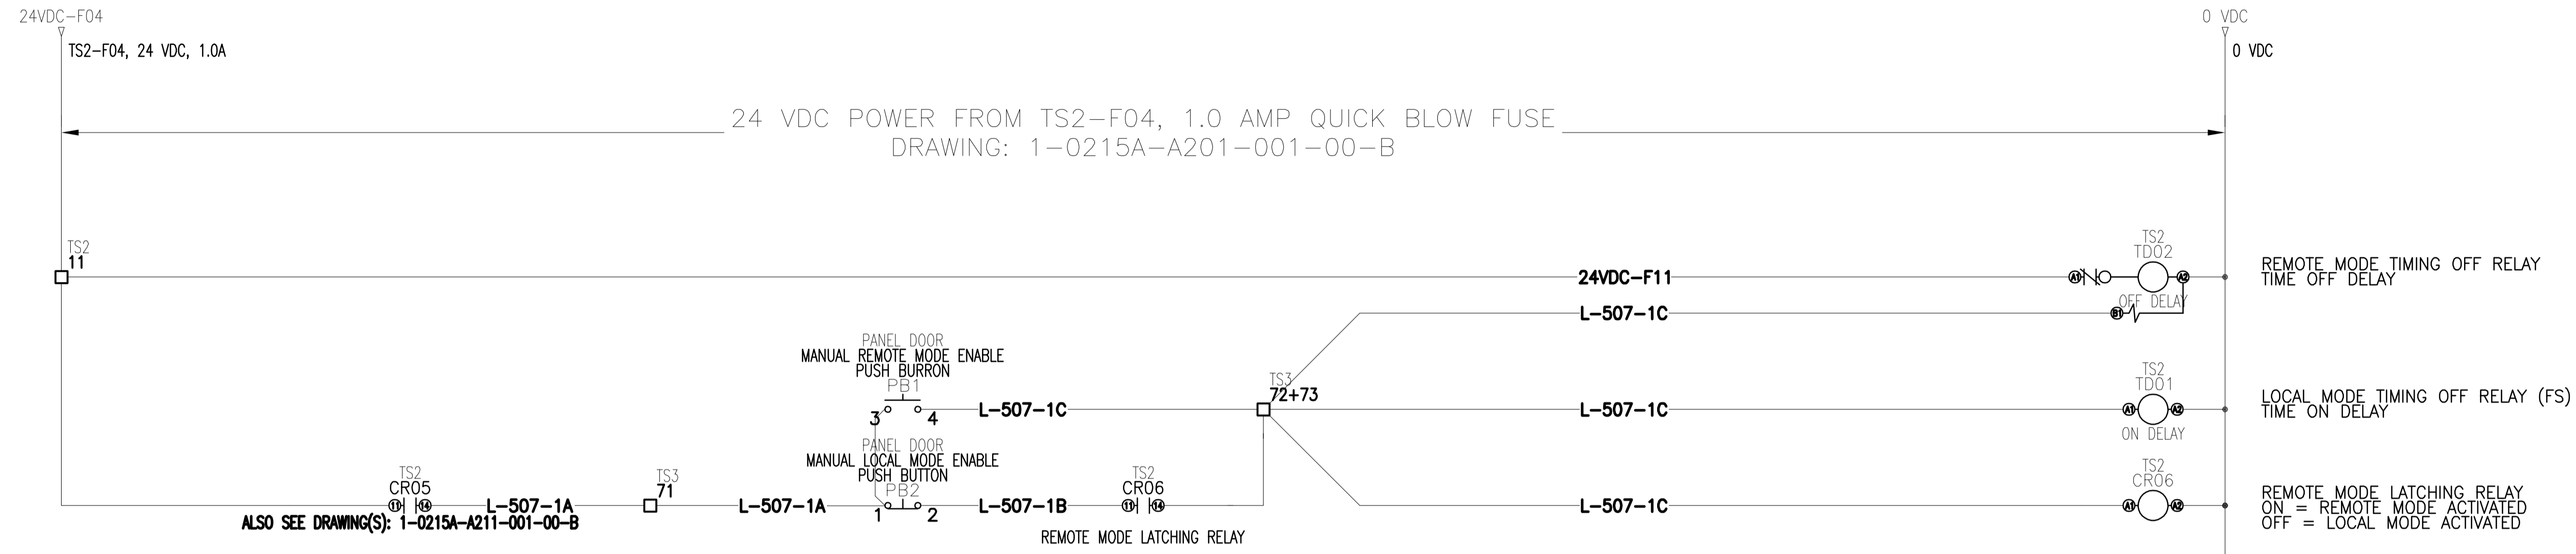 24VDC-F04
0 VDC
TS2-F04, 24 VDC, 1.0A
0 VDC
24 VDC POWER FROM TS2-F04, 1.0 AMP QUICK BLOW FUSE
DRAWING: 1-0215A-A201-001-00-B
TS2
11
24VDC-F11
TS2
TD02
A1
A2
OFF DELAY
B1
REMOTE MODE TIMING OFF RELAY
TIME OFF DELAY
L-507-1C
PANEL DOOR
MANUAL REMOTE MODE ENABLE
PUSH BURRON
PB1
3
4
L-507-1C
TS3
72+73
L-507-1C
TS2
TD01
A1
A2
ON DELAY
LOCAL MODE TIMING OFF RELAY (FS)
TIME ON DELAY
TS2
CR05
11
14
ALSO SEE DRAWING(S): 1-0215A-A211-001-00-B
L-507-1A
TS3
71
L-507-1A
PANEL DOOR
MANUAL LOCAL MODE ENABLE
PUSH BUTTON
PB2
1
2
L-507-1B
TS2
CR06
11
14
REMOTE MODE LATCHING RELAY
L-507-1C
TS2
CR06
A1
A2
REMOTE MODE LATCHING RELAY
ON = REMOTE MODE ACTIVATED
OFF = LOCAL MODE ACTIVATED